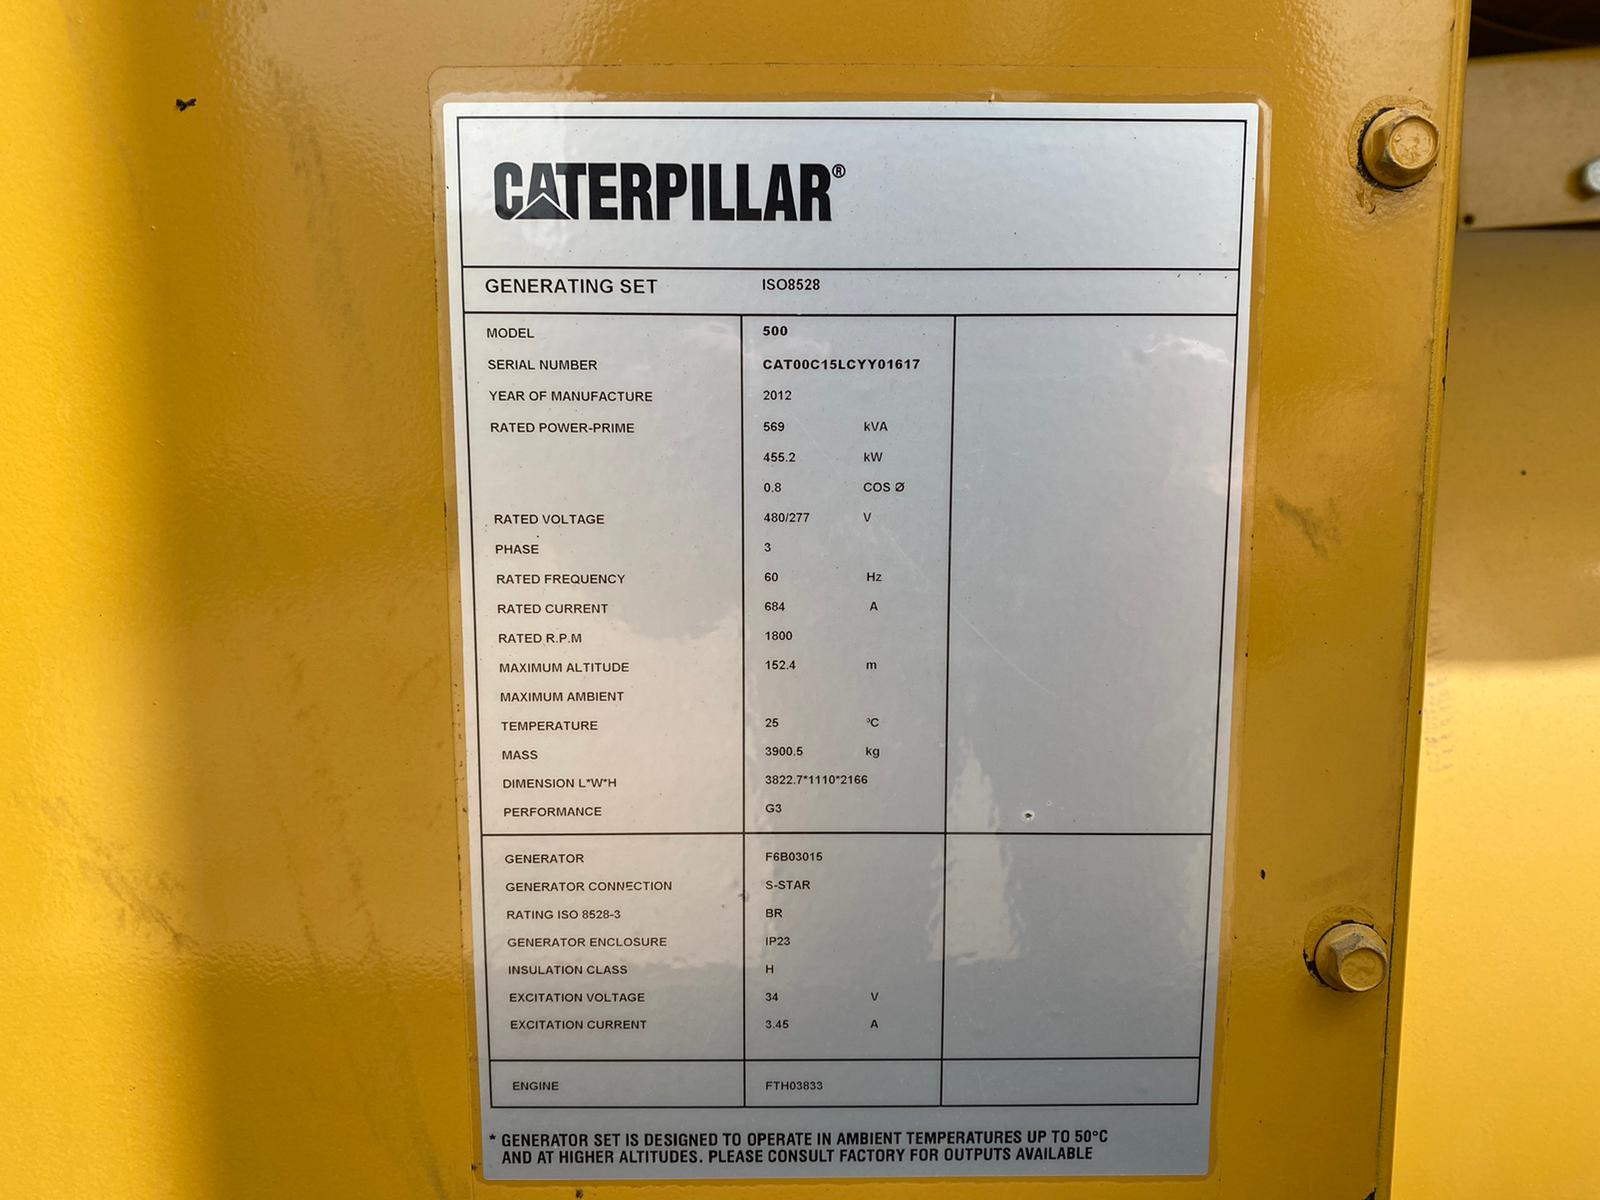 CATERPILLAR®
GENERATING SET ISO8528
MODEL 500
SERIAL NUMBER CAT00C15LCYY01617
YEAR OF MANUFACTURE 2012
RATED POWER-PRIME 569 kVA
455.2 kW
0.8 COS Ø
RATED VOLTAGE 480/277 V
PHASE 3
RATED FREQUENCY 60 Hz
RATED CURRENT 684 A
RATED R.P.M 1800
MAXIMUM ALTITUDE 152.4 m
MAXIMUM AMBIENT
TEMPERATURE 25 °C
MASS 3900.5 kg
DIMENSION L*W*H 3822.7*1110*2166
PERFORMANCE G3
GENERATOR F6B03015
GENERATOR CONNECTION S-STAR
RATING ISO 8528-3 BR
GENERATOR ENCLOSURE IP23
INSULATION CLASS H
EXCITATION VOLTAGE 34 V
EXCITATION CURRENT 3.45 A
ENGINE FTH03833
* GENERATOR SET IS DESIGNED TO OPERATE IN AMBIENT TEMPERATURES UP TO 50°C
AND AT HIGHER ALTITUDES. PLEASE CONSULT FACTORY FOR OUTPUTS AVAILABLE